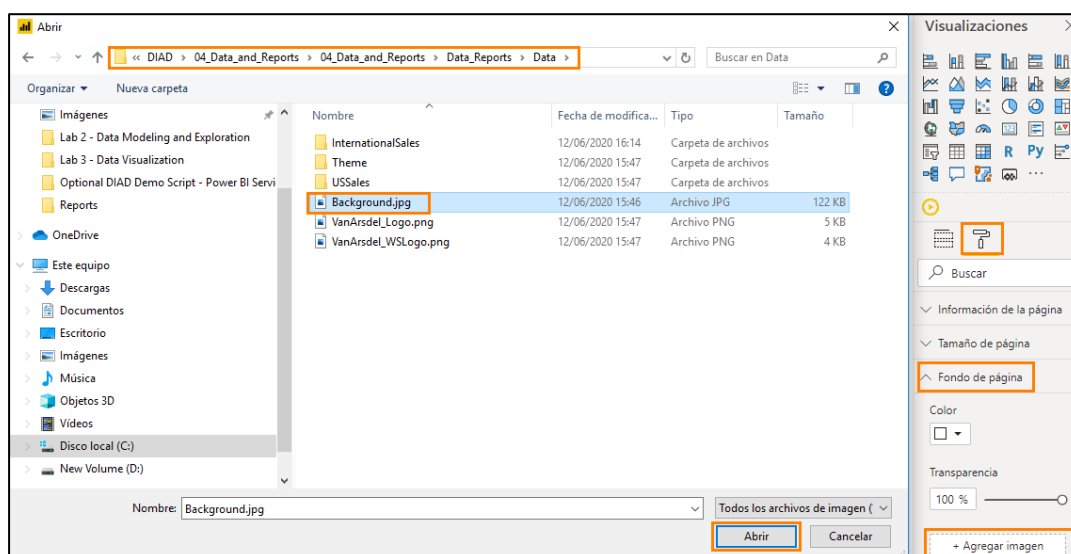 Abrir
Visualizaciones
« DIAD > 04_Data_and_Reports > 04_Data_and_Reports > Data_Reports > Data >
Buscar en Data
Organizar
Nueva carpeta
Imágenes
Lab 2 - Data Modeling and Exploration
Lab 3 - Data Visualization
Optional DIAD Demo Script - Power BI Servi
Reports
OneDrive
Este equipo
Descargas
Documentos
Escritorio
Imágenes
Música
Objetos 3D
Vídeos
Disco local (C:)
New Volume (D:)
Nombre Fecha de modifica... Tipo Tamaño
InternationalSales 12/06/2020 16:14 Carpeta de archivos
Theme 12/06/2020 15:47 Carpeta de archivos
USSales 12/06/2020 15:47 Carpeta de archivos
Background.jpg 12/06/2020 15:46 Archivo JPG 122 KB
VanArsdel_Logo.png 12/06/2020 15:47 Archivo PNG 5 KB
VanArsdel_WSLogo.png 12/06/2020 15:47 Archivo PNG 4 KB
Nombre: Background.jpg
Todos los archivos de imagen (
Abrir
Cancelar
123
R Py
...
Buscar
Información de la página
Tamaño de página
Fondo de página
Color
Transparencia
100 %
+ Agregar imagen